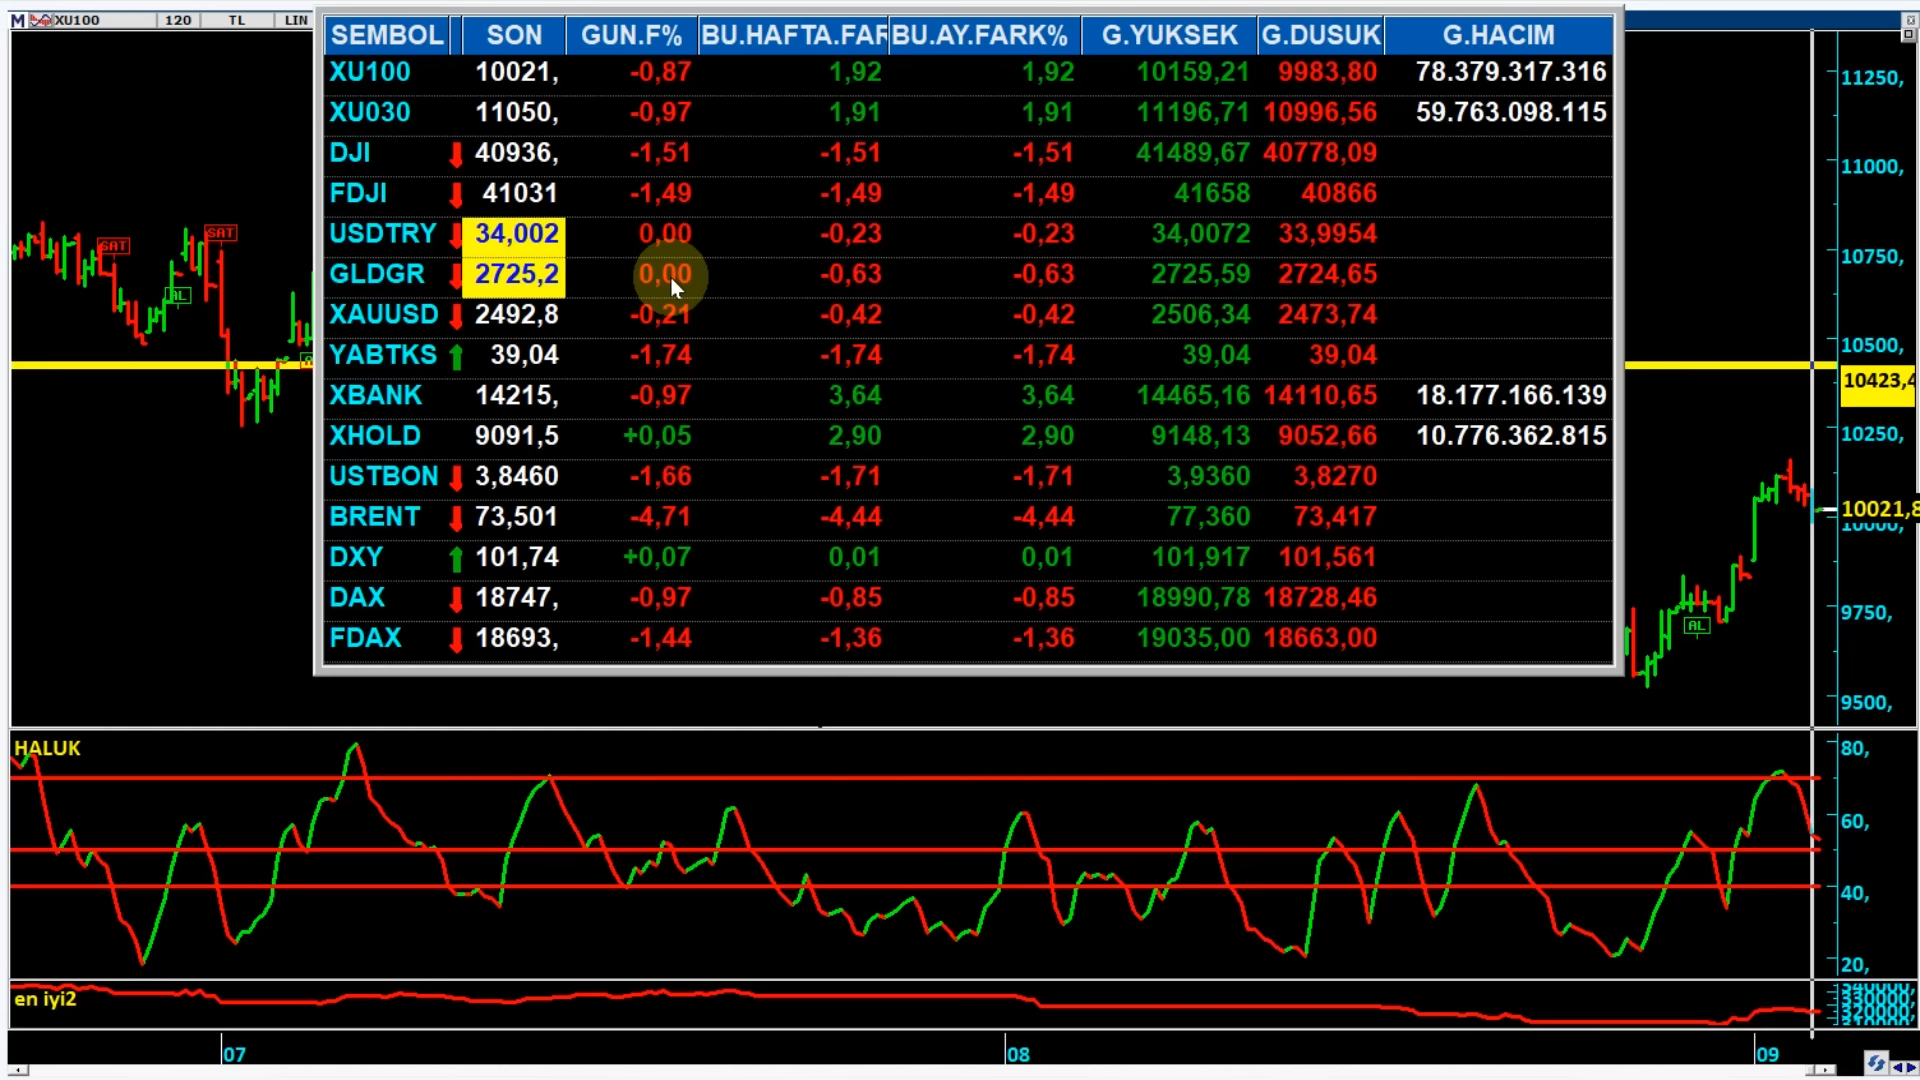 XU100 120 TL LIN
SEMBOL SON GUN.F% BU.HAFTA.FAR BU.AY.FARK% G.YUKSEK G.DUSUK G.HACIM
XU100 10021, -0,87 1,92 1,92 10159,21 9983,80 78.379.317.316
XU030 11050, -0,97 1,91 1,91 11196,71 10996,56 59.763.098.115
DJI 40936, -1,51 -1,51 -1,51 41489,67 40778,09
FDJI 41031 -1,49 -1,49 -1,49 41658 40866
USDTRY 34,002 0,00 -0,23 -0,23 34,0072 33,9954
GLDGR 2725,2 0,00 -0,63 -0,63 2725,59 2724,65
XAUUSD 2492,8 -0,21 -0,42 -0,42 2506,34 2473,74
YABTKS 39,04 -1,74 -1,74 -1,74 39,04 39,04
XBANK 14215, -0,97 3,64 3,64 14465,16 14110,65 18.177.166.139
XHOLD 9091,5 +0,05 2,90 2,90 9148,13 9052,66 10.776.362.815
USTBON 3,8460 -1,66 -1,71 -1,71 3,9360 3,8270
BRENT 73,501 -4,71 -4,44 -4,44 77,360 73,417
DXY 101,74 +0,07 0,01 0,01 101,917 101,561
DAX 18747, -0,97 -0,85 -0,85 18990,78 18728,46
FDAX 18693, -1,44 -1,36 -1,36 19035,00 18663,00
SAT
SAT
AL
AL
11250,
11000,
10750,
10500,
10423,4
10250,
10021,8
10000,
9750,
9500,
HALUK
80,
60,
40,
20,
en iyi2
330000,
320000,
07 08 09